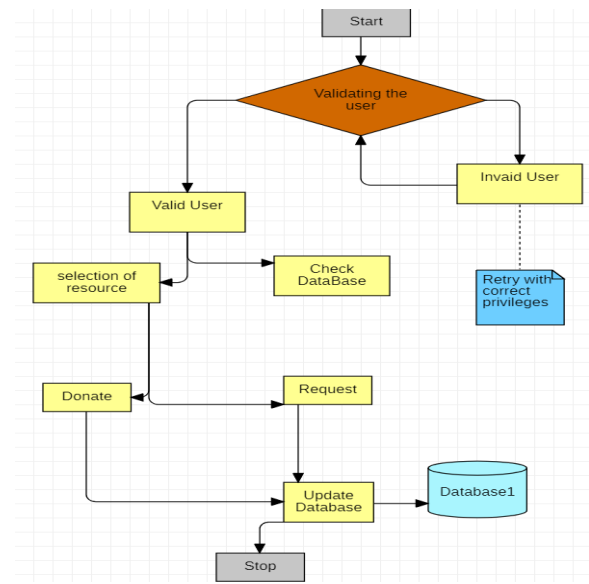 Start
Validating the
user
Invaid User
Valid User
Check
DataBase
selection of
resource
Retry with
correct
privileges
Donate
Request
Update
Database
Database1
Stop